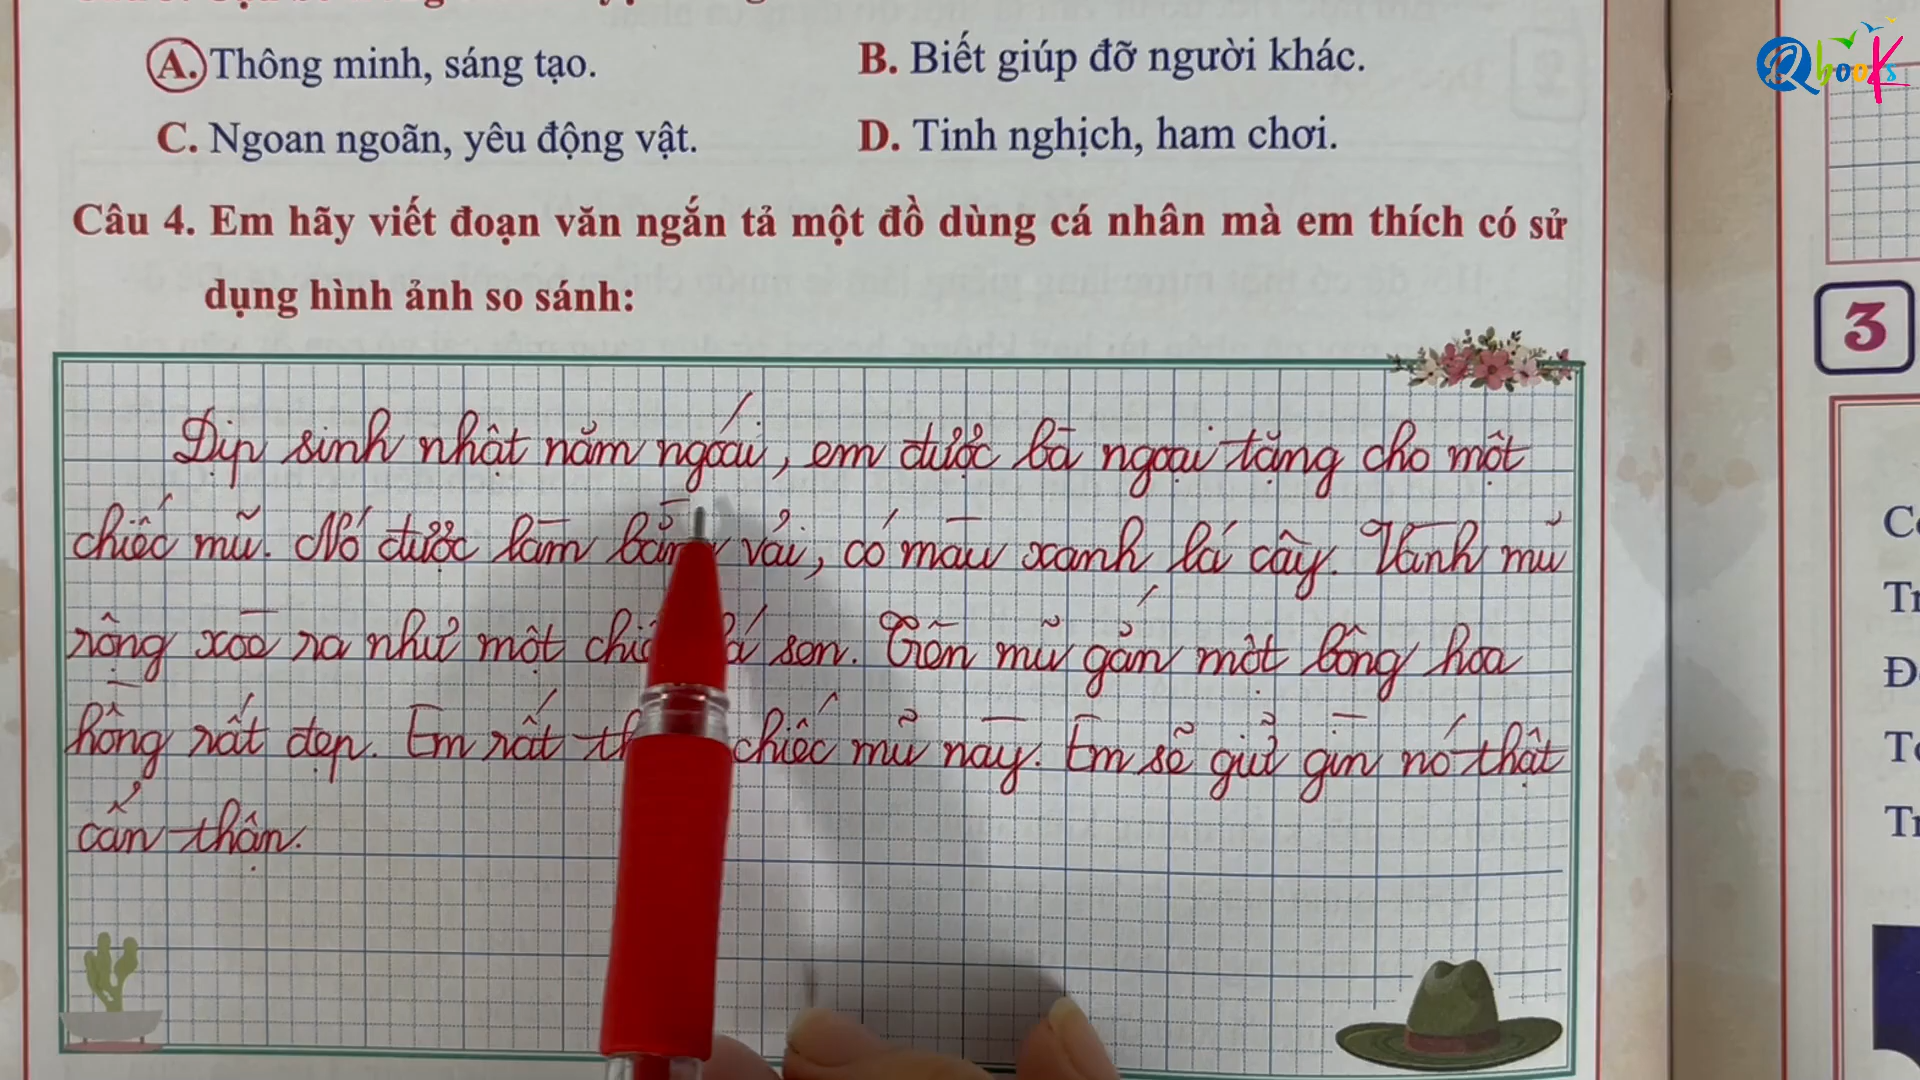 A. Thông minh, sáng tạo.
B. Biết giúp đỡ người khác.
C. Ngoan ngoãn, yêu động vật.
D. Tinh nghịch, ham chơi.
Câu 4. Em hãy viết đoạn văn ngắn tả một đồ dùng cá nhân mà em thích có sử
dụng hình ảnh so sánh:
Dịp sinh nhật năm ngoái, em được bà ngoại tặng cho một
chiếc mũ. Nó được làm bằng vải, có màu xanh lá cây. Vành mũ
rộng xòe ra như một lá sen. Trên mũ gắn một bông hoa
hồng rất đẹp. Em rất chiếc mũ này. Em sẽ giữ gìn nó thật
cẩn thận.
Qbooks
3